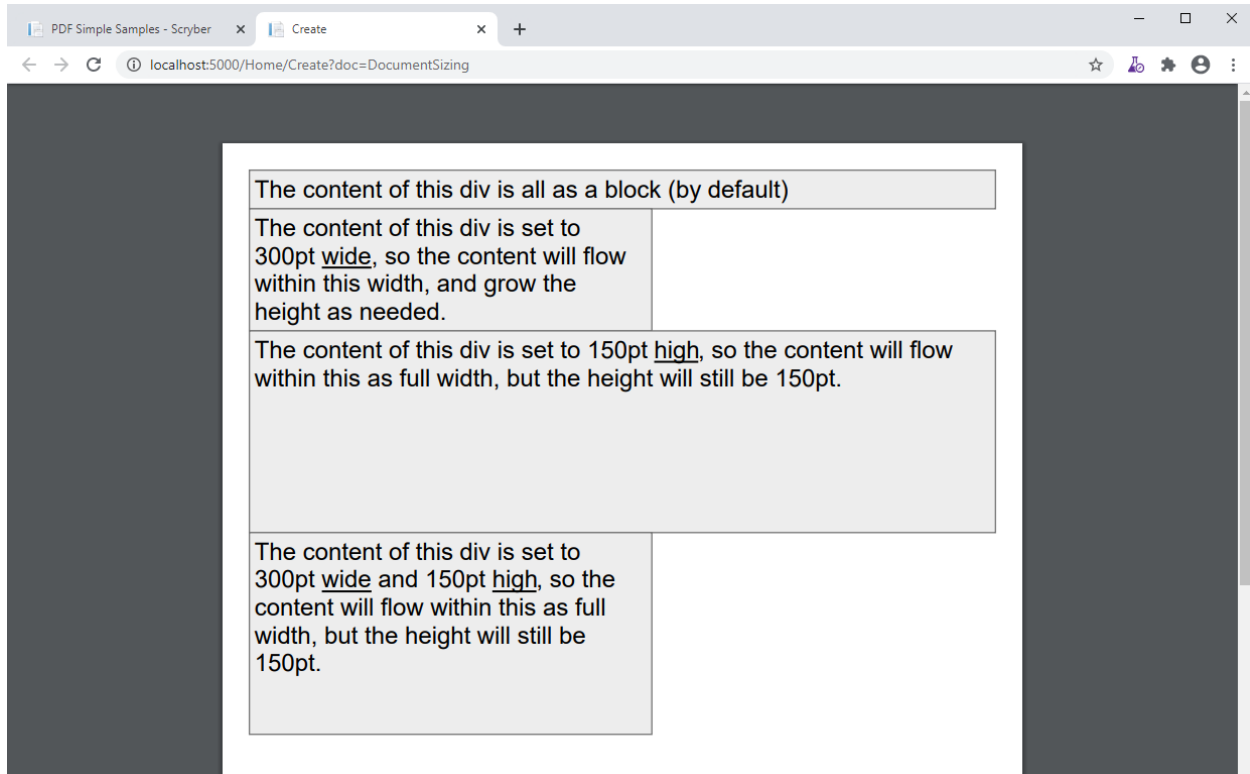 PDF Simple Samples - Scryber
Create
localhost:5000/Home/Create?doc=DocumentSizing
The content of this div is all as a block (by default)
The content of this div is set to
300pt wide, so the content will flow
within this width, and grow the
height as needed.
The content of this div is set to 150pt high, so the content will flow
within this as full width, but the height will still be 150pt.
The content of this div is set to
300pt wide and 150pt high, so the
content will flow within this as full
width, but the height will still be
150pt.